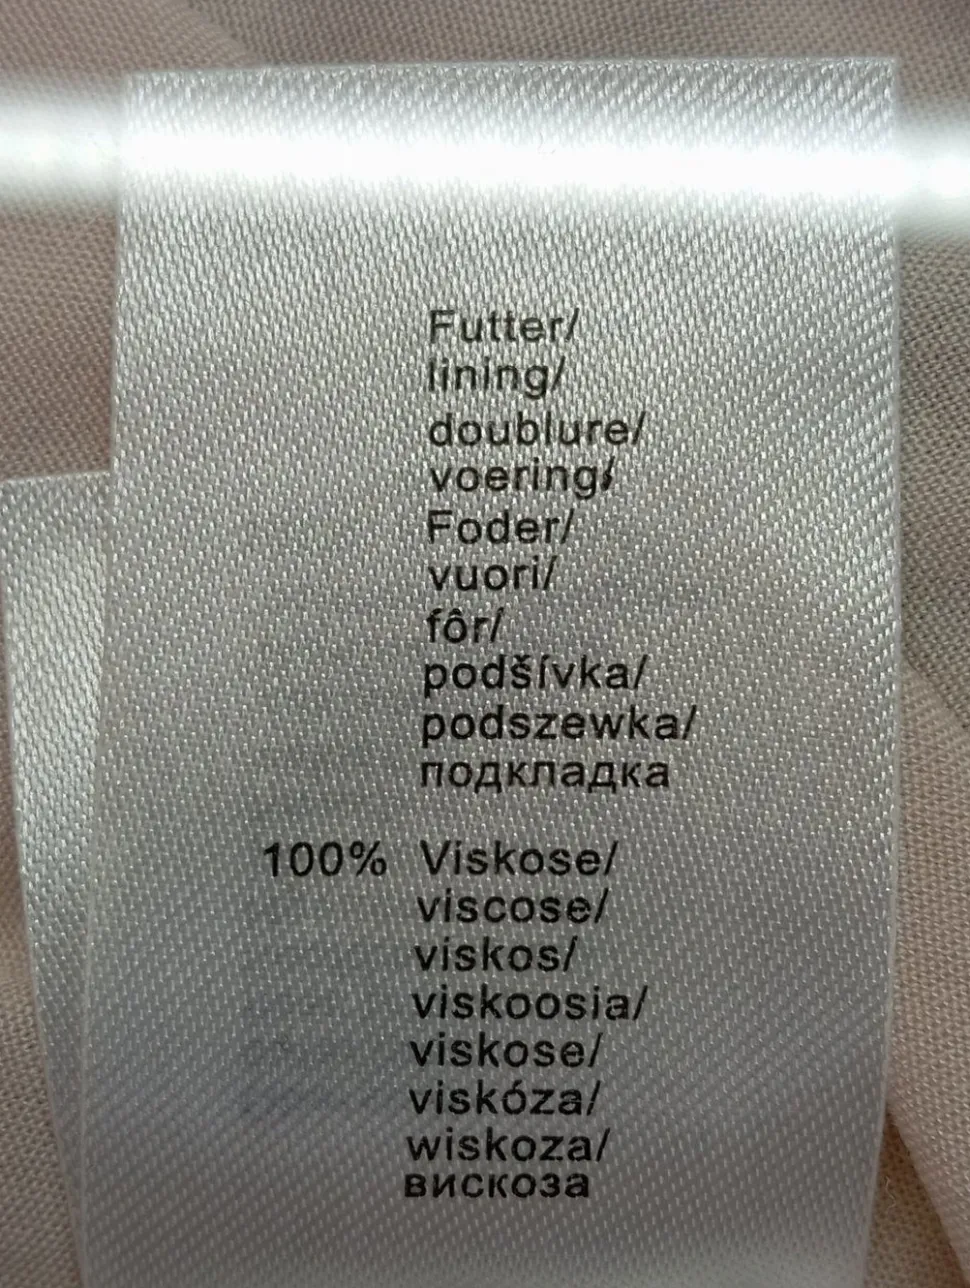 Futter/
lining/
doublure/
voering/
Foder/
vuori/
fôr/
podšívka/
podszewka/
подкладка
100% Viskose/
viscose/
viskos/
viskoosia/
viskose/
viskóza/
wiskoza/
вискоза